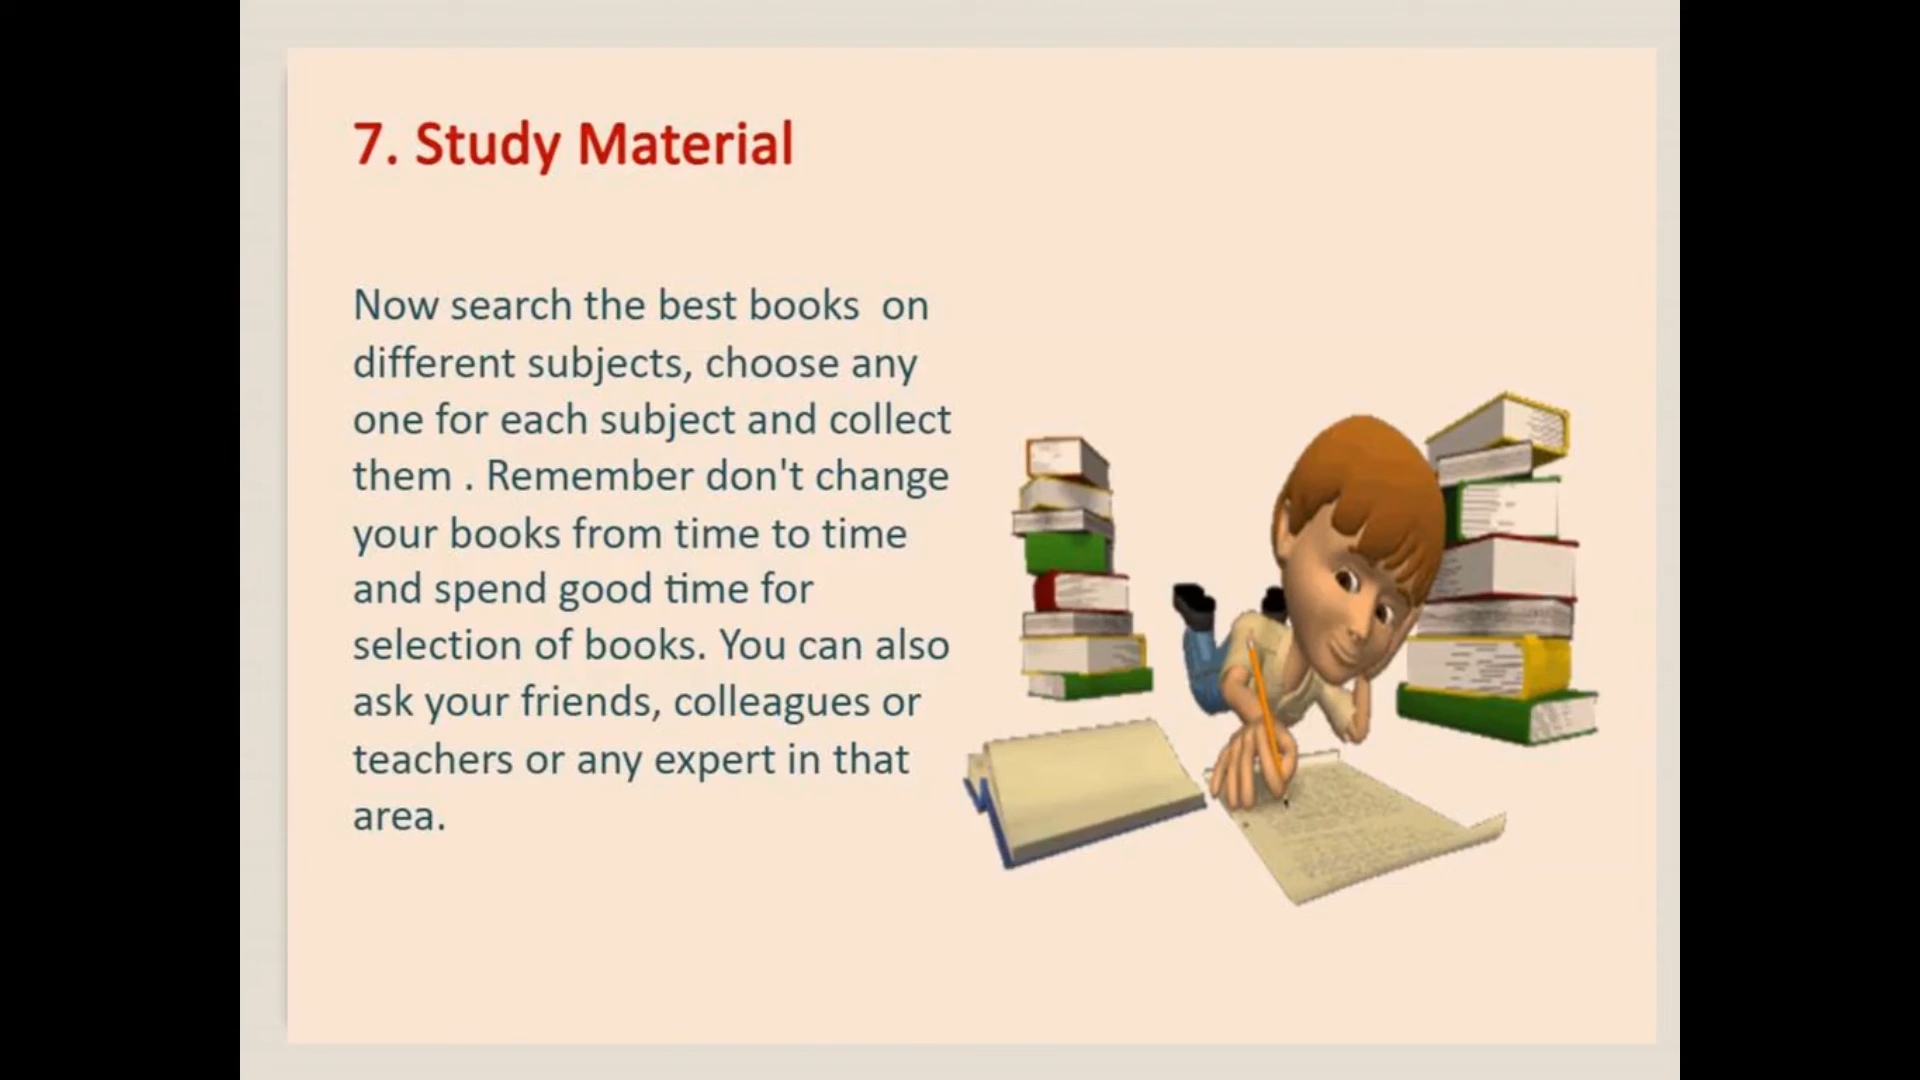 7. Study Material
Now search the best books  on
different subjects, choose any
one for each subject and collect
them . Remember don't change
your books from time to time
and spend good time for
selection of books. You can also
ask your friends, colleagues or
teachers or any expert in that
area.